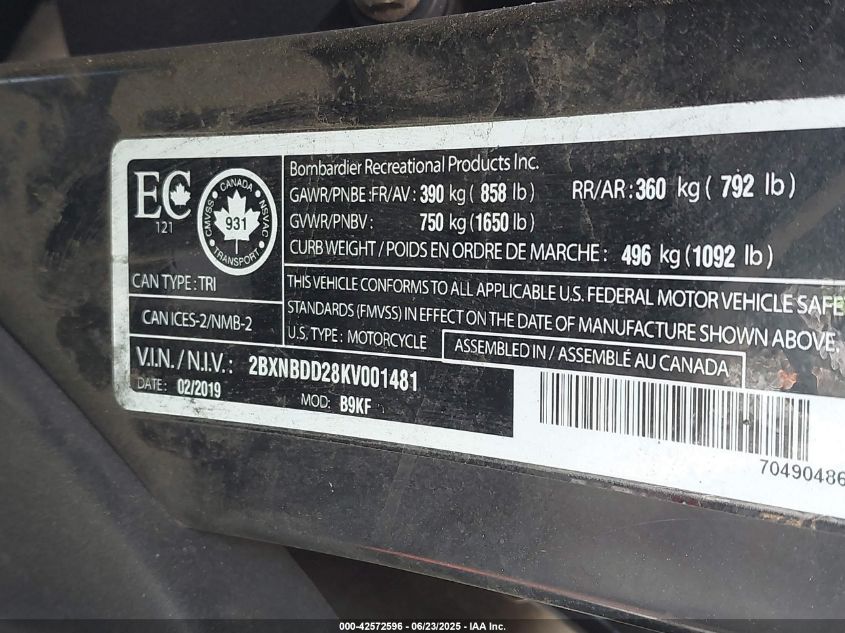 EC
121
CANADA
CMVSS
NSVAC
931
TRANSPORT
Bombardier Recreational Products Inc.
GAWR/PNBE:FR/AV: 390 kg ( 858 lb) RR/AR: 360 kg ( 792 lb)
GVWR/PNBV: 750 kg (1650 lb)
CURB WEIGHT / POIDS EN ORDRE DE MARCHE: 496 kg (1092 lb)
CAN TYPE: TRI
THIS VEHICLE CONFORMS TO ALL APPLICABLE U.S. FEDERAL MOTOR VEHICLE SAFE
CAN ICES-2/NMB-2
STANDARDS (FMVSS) IN EFFECT ON THE DATE OF MANUFACTURE SHOWN ABOVE.
U.S. TYPE: MOTORCYCLE
ASSEMBLED IN / ASSEMBLÉ AU CANADA
V.I.N. / N.I.V.: 2BXNBDD28KV001481
DATE: 02/2019
MOD: B9KF
70490486
000-42572596 - 06/23/2025 - IAA Inc.